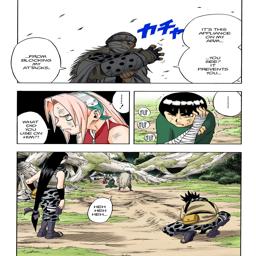 IT'S THIS
APPLIANCE
ON MY
ARM...
YOU
SEE?
IT
PREVENTS
YOU...
...FROM
BLOCKING
MY
ATTACKS.
ガチャ
WHAT
DID YOU
USE ON
HIM?!
HEH
HEH
HEH...